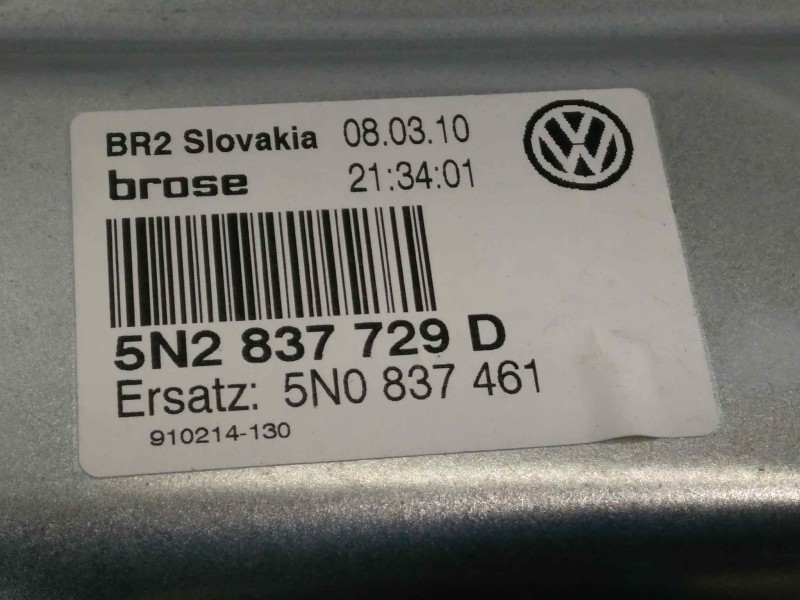 BR2 Slovakia 08.03.10
brose 21:34:01
5N2 837 729 D
Ersatz: 5N0 837 461
910214-130